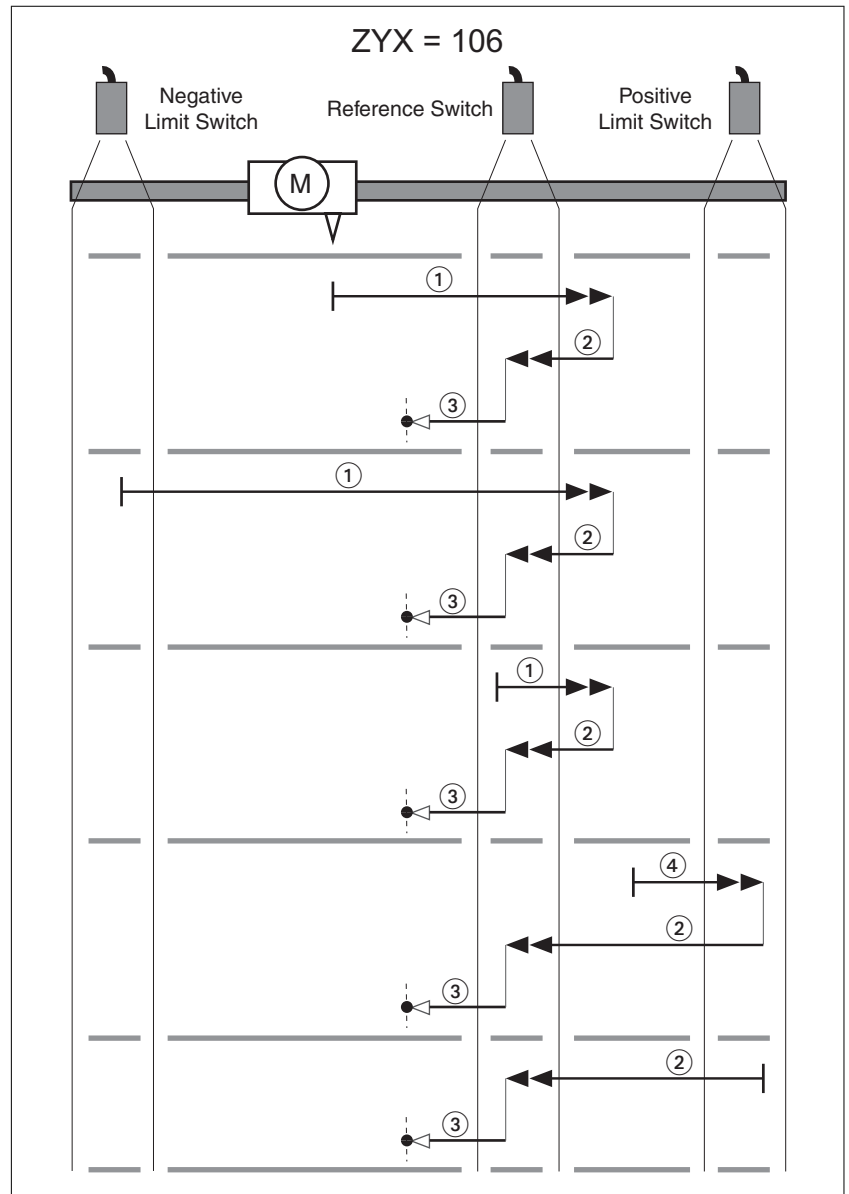 ZYX = 106
Negative
Limit Switch
Reference Switch
Positive
Limit Switch
M
1
2
3
1
2
3
1
2
3
4
2
3
2
3